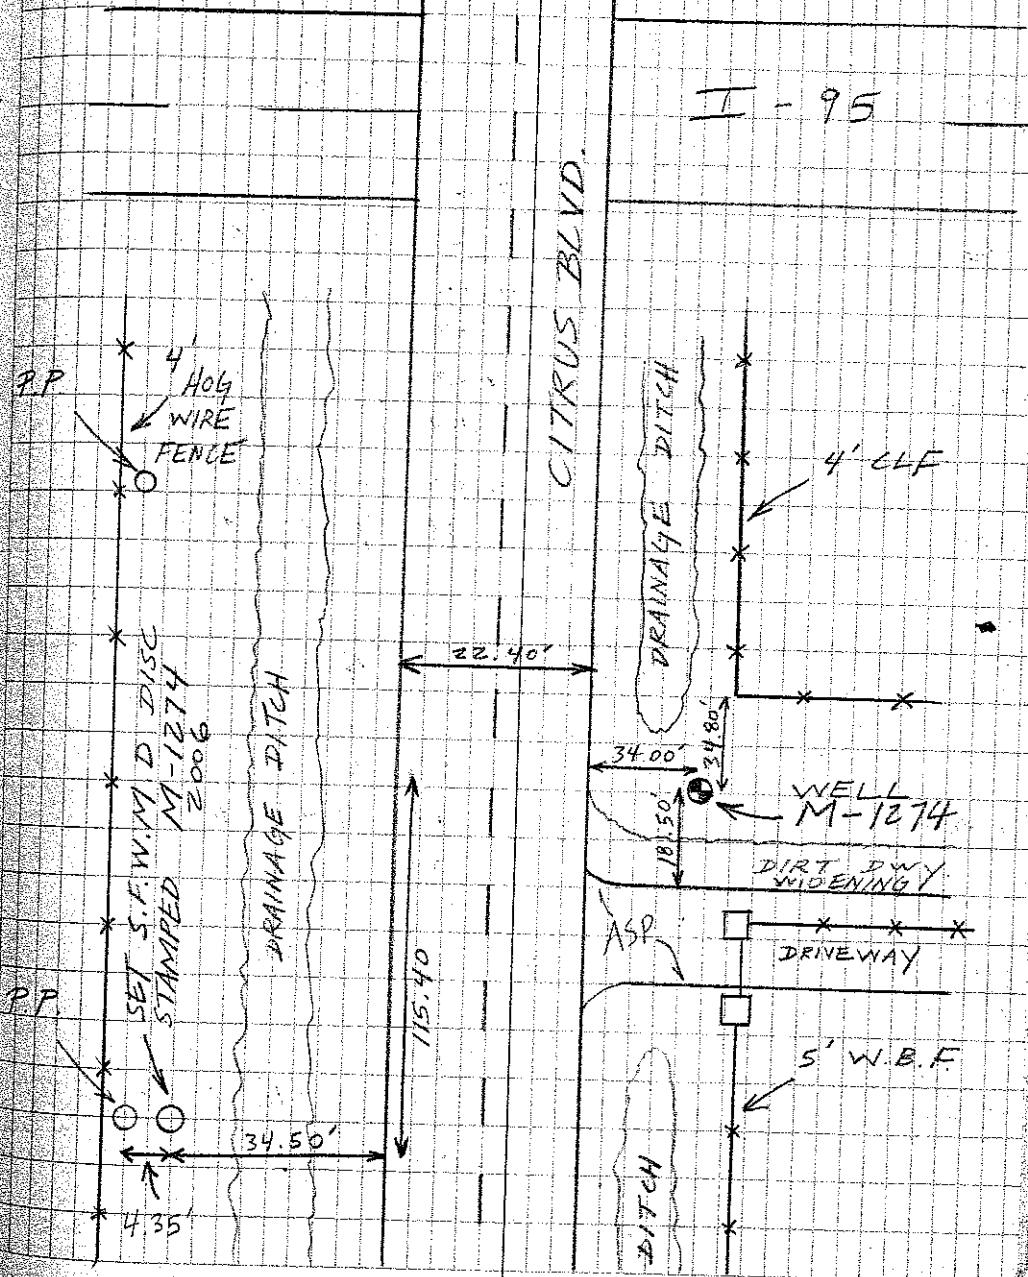 I - 95
CITRUS BLVD.
P.P.
4'
HOG
WIRE
FENCE
DRAINAGE DITCH
4' CLF
22.40'
34.00'
34.80'
181.50'
WELL
M-1274
DIRT DWY
WIDENING
ASP
DRIVEWAY
SET S.F.W.M D DISC
STAMPED M-1274
2006
DRAINAGE DITCH
115.40
P.P.
34.50'
4.35'
5' W.B.F.
DITCH